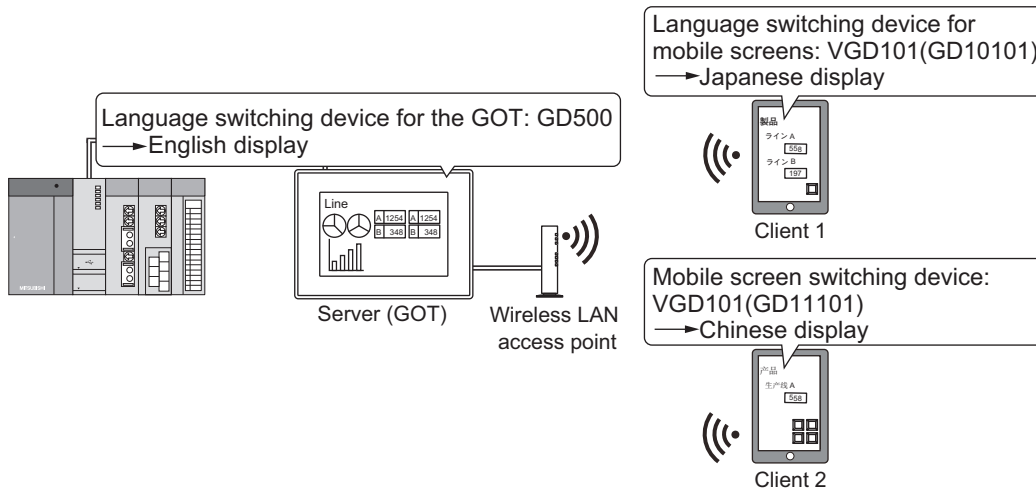 Language switching device for
mobile screens: VGD101(GD10101)
→Japanese display
Language switching device for the GOT: GD500
→English display
製品
ライン A
558
ライン B
197
Client 1
MITSUBISHI
Line
A 1254 A 1254
B 348 B 348
Server (GOT)
Wireless LAN
access point
Mobile screen switching device:
VGD101(GD11101)
→Chinese display
产品
生产线 A
558
Client 2